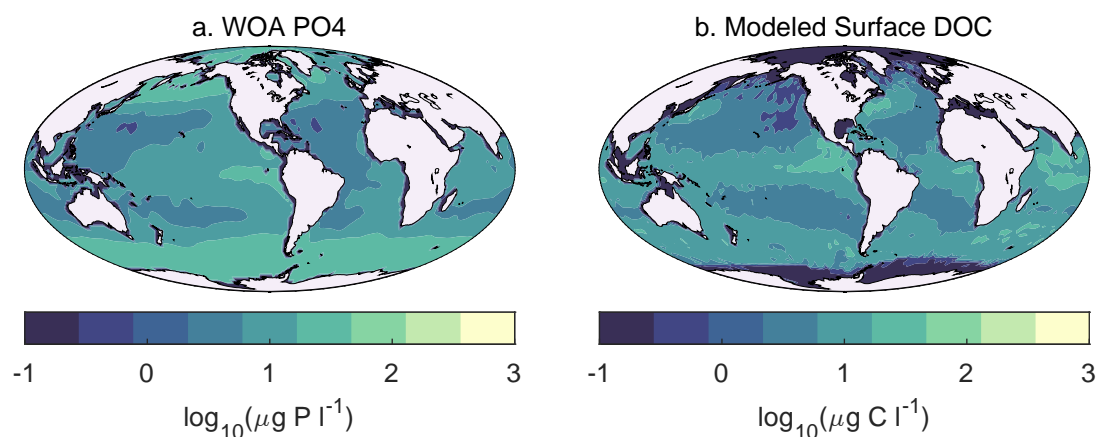 a. WOA PO4
b. Modeled Surface DOC
-1 0 1 2 3
-1 0 1 2 3
log10(μg P l-1)
log10(μg C l-1)